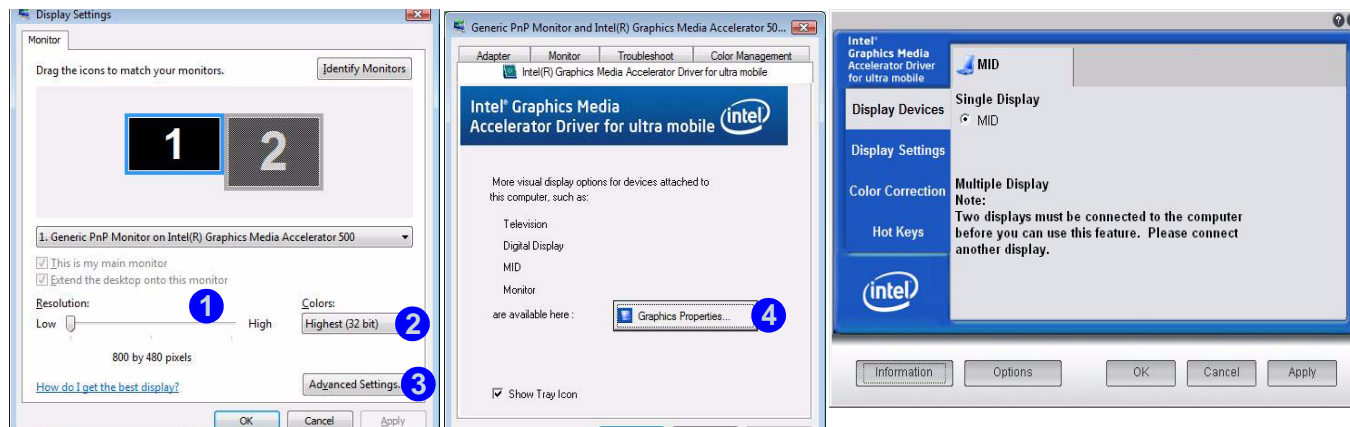 Display Settings
Monitor
Drag the icons to match your monitors.
Identify Monitors
1
2
1. Generic PnP Monitor on Intel(R) Graphics Media Accelerator 500
This is my main monitor
Extend the desktop onto this monitor
Resolution:
1
Colors:
Low
High
Highest (32 bit)
2
800 by 480 pixels
How do I get the best display?
Advanced Settings...
3
OK
Cancel
Apply
Generic PnP Monitor and Intel(R) Graphics Media Accelerator 50...
Adapter
Monitor
Troubleshoot
Color Management
Intel(R) Graphics Media Accelerator Driver for ultra mobile
Intel® Graphics Media
Accelerator Driver for ultra mobile
intel
More visual display options for devices attached to
this computer, such as:
Television
Digital Display
MID
Monitor
are available here :
Graphics Properties...
4
Show Tray Icon
Intel®
Graphics Media
Accelerator Driver
for ultra mobile
MID
Display Devices
Single Display
MID
Display Settings
Color Correction
Multiple Display
Note:
Two displays must be connected to the computer
before you can use this feature. Please connect
another display.
Hot Keys
intel
Information
Options
OK
Cancel
Apply